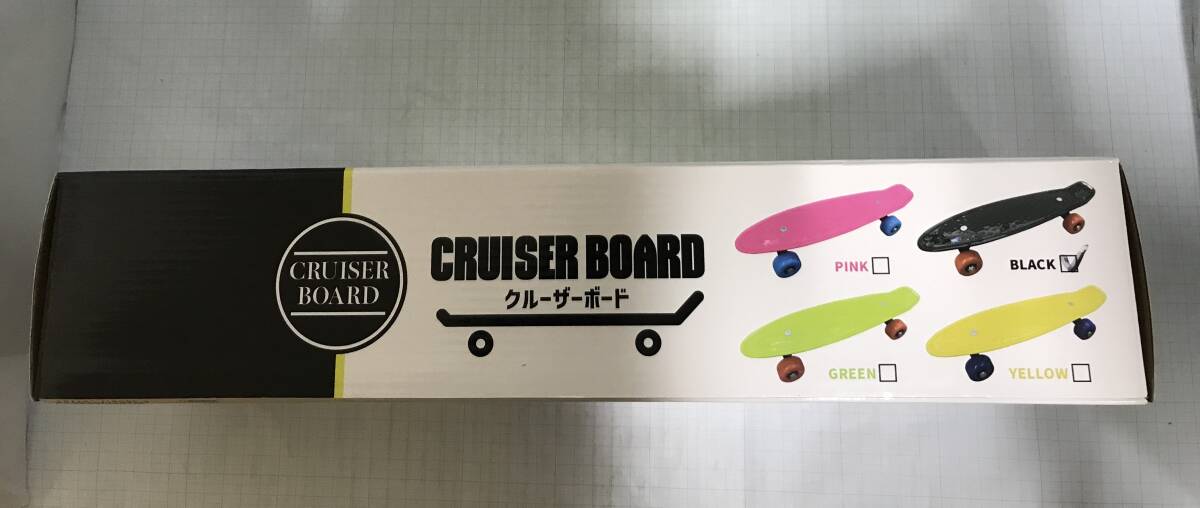 CRUISER
BOARD
CRUISER BOARD
クルーザーボード
PINK
BLACK
GREEN
YELLOW